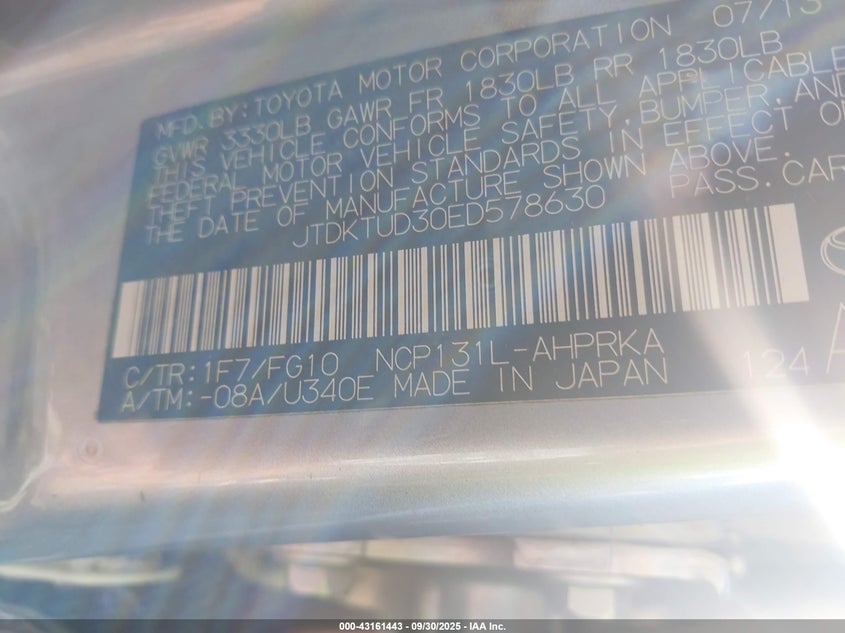 MFD. BY: TOYOTA MOTOR CORPORATION 07/13
GVWR 3330LB GAWR FR 1830LB RR 1830LB
THIS VEHICLE CONFORMS TO ALL APPLICABLE
FEDERAL MOTOR VEHICLE SAFETY, BUMPER, AND
THEFT PREVENTION STANDARDS IN EFFECT ON
THE DATE OF MANUFACTURE SHOWN ABOVE.
JTDKTUD30ED578630 PASS. CAR
C/TR: 1F7/FG10 NCP131L-AHPRKA
A/TM: -08A/U340E MADE IN JAPAN 124
000-43161443 - 09/30/2025 - IAA Inc.